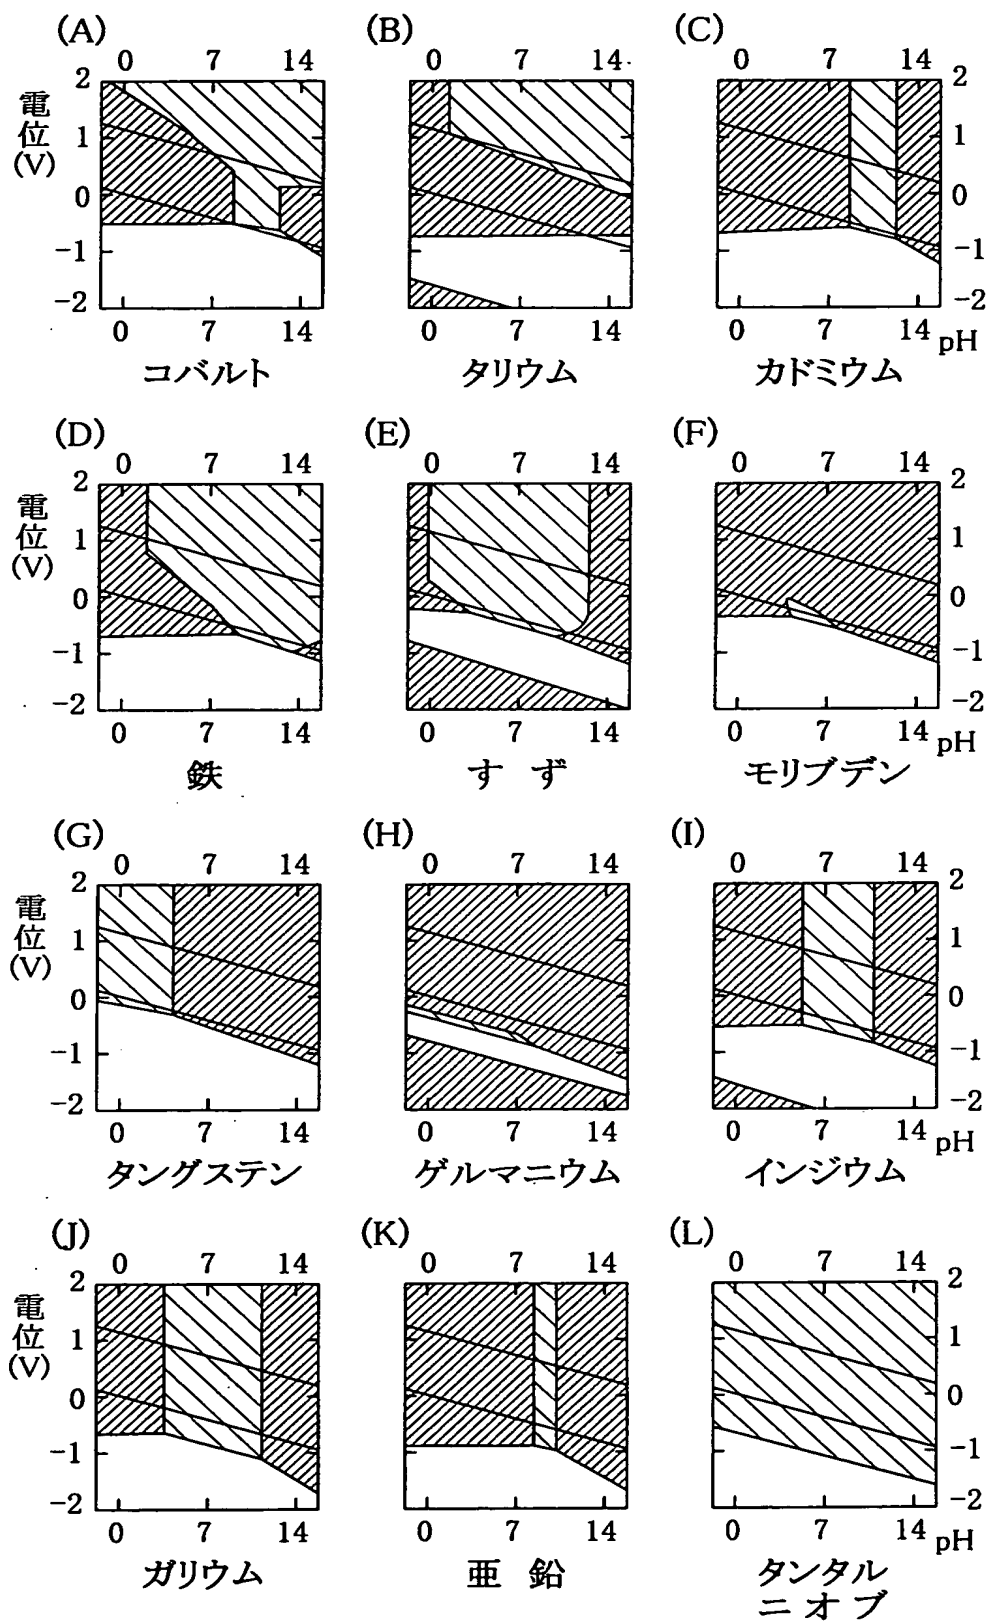 (A) (B) (C)
0 7 14 0 7 14 0 7 14
電位(V)
2 1 0 -1 -2
2 1 0 -1 -2
0 7 14 0 7 14 0 7 14 pH
コバルト タリウム カドミウム
(D) (E) (F)
0 7 14 0 7 14 0 7 14
電位(V)
2 1 0 -1 -2
2 1 0 -1 -2
0 7 14 0 7 14 0 7 14 pH
鉄 すず モリブデン
(G) (H) (I)
0 7 14 0 7 14 0 7 14
電位(V)
2 1 0 -1 -2
2 1 0 -1 -2
0 7 14 0 7 14 0 7 14 pH
タングステン ゲルマニウム インジウム
(J) (K) (L)
0 7 14 0 7 14 0 7 14
電位(V)
2 1 0 -1 -2
2 1 0 -1 -2
0 7 14 0 7 14 0 7 14 pH
ガリウム 亜鉛 タンタル
ニオブ